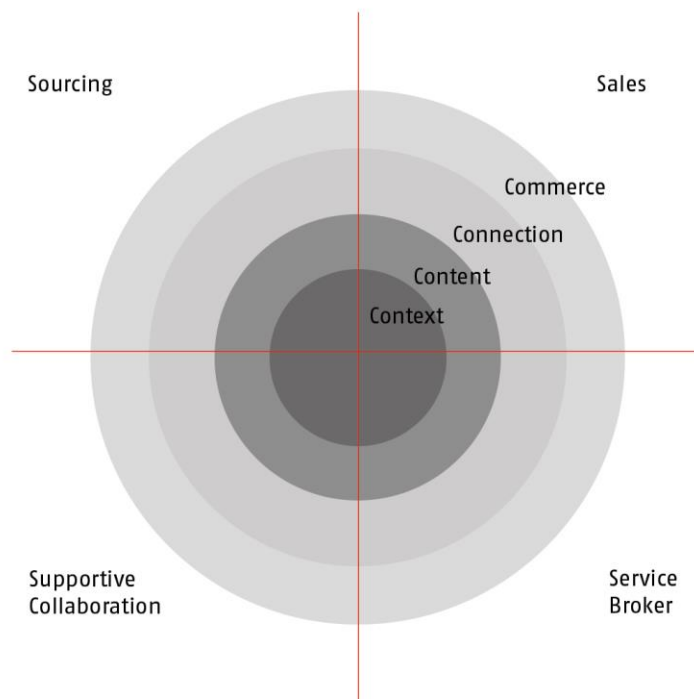 Sourcing
Sales
Commerce
Connection
Content
Context
Supportive
Collaboration
Service
Broker